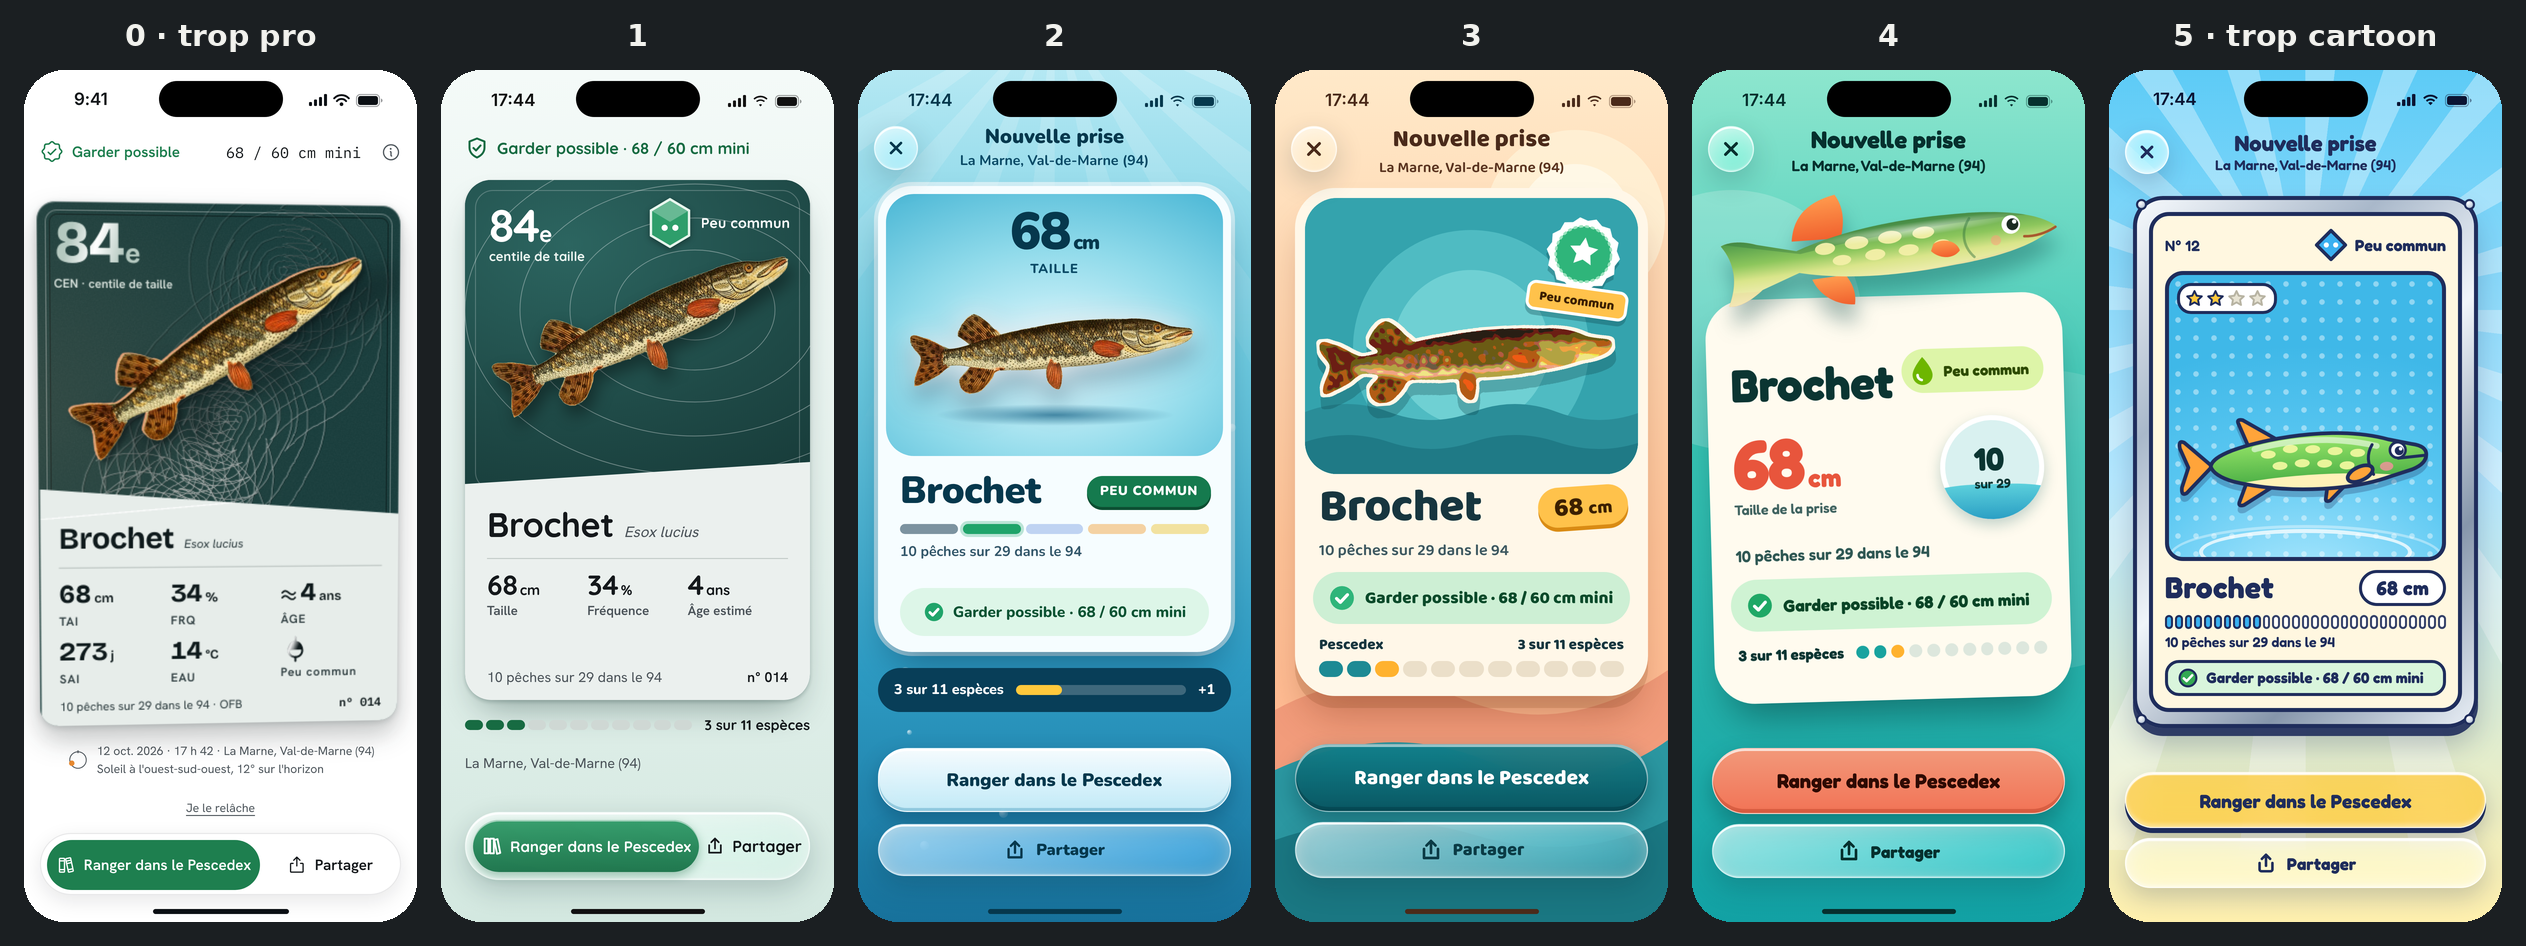 0 · trop pro
9:41
Garder possible
68 / 60 cm mini
84e
CEN · centile de taille
Brochet Esox lucius
68 cm
34 %
≈ 4 ans
TAI
FRQ
ÂGE
273 j
14 °C
Peu commun
SAI
EAU
10 pêches sur 29 dans le 94 · OFB
n° 014
12 oct. 2026 · 17 h 42 · La Marne, Val-de-Marne (94)
Soleil à l'ouest-sud-ouest, 12° sur l'horizon
Je le relâche
Ranger dans le Pescedex
Partager
1
17:44
Garder possible · 68 / 60 cm mini
84e
centile de taille
Peu commun
Brochet Esox lucius
68 cm
34 %
4 ans
Taille
Fréquence
Âge estimé
10 pêches sur 29 dans le 94
n° 014
3 sur 11 espèces
La Marne, Val-de-Marne (94)
Ranger dans le Pescedex
Partager
2
17:44
Nouvelle prise
La Marne, Val-de-Marne (94)
68 cm
TAILLE
Brochet
PEU COMMUN
10 pêches sur 29 dans le 94
Garder possible · 68 / 60 cm mini
3 sur 11 espèces
+1
Ranger dans le Pescedex
Partager
3
17:44
Nouvelle prise
La Marne, Val-de-Marne (94)
Peu commun
Brochet
68 cm
10 pêches sur 29 dans le 94
Garder possible · 68 / 60 cm mini
Pescedex
3 sur 11 espèces
Ranger dans le Pescedex
Partager
4
17:44
Nouvelle prise
La Marne, Val-de-Marne (94)
Brochet
Peu commun
68 cm
Taille de la prise
10
sur 29
10 pêches sur 29 dans le 94
Garder possible · 68 / 60 cm mini
3 sur 11 espèces
Ranger dans le Pescedex
Partager
5 · trop cartoon
17:44
Nouvelle prise
La Marne, Val-de-Marne (94)
N° 12
Peu commun
Brochet
68 cm
10 pêches sur 29 dans le 94
Garder possible · 68 / 60 cm mini
Ranger dans le Pescedex
Partager